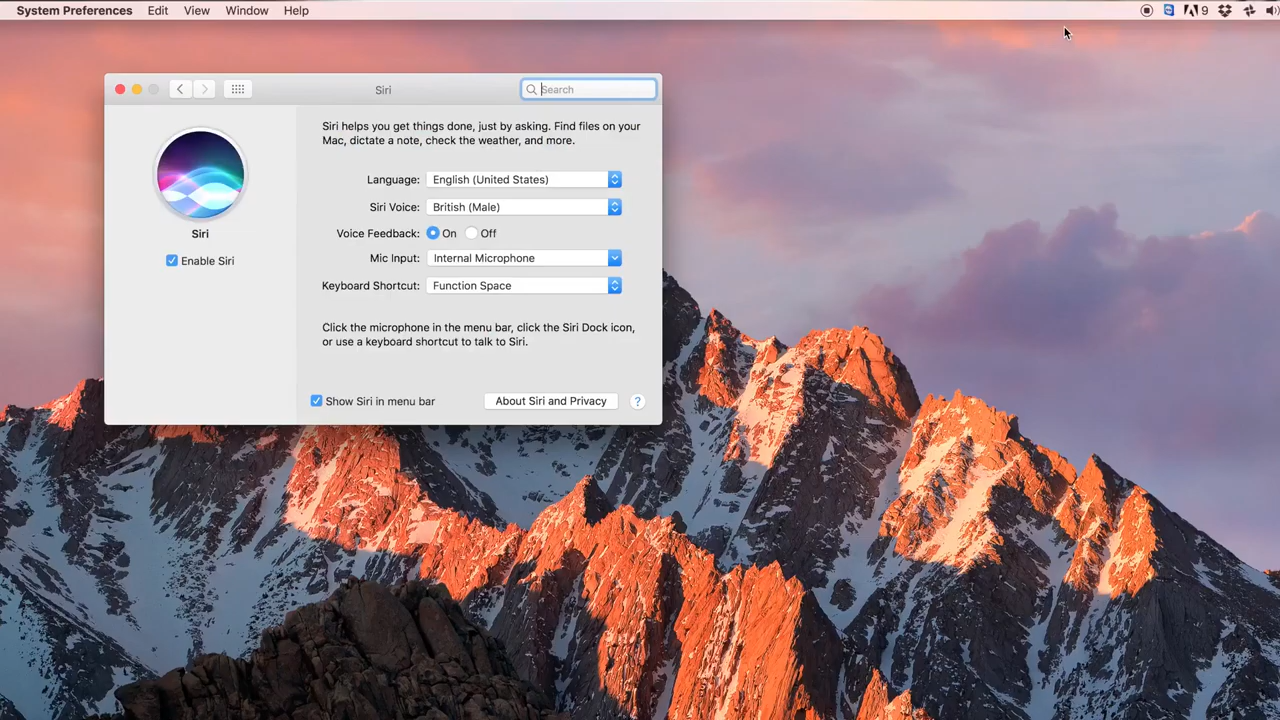 System Preferences Edit View Window Help 9
Siri Search
Siri helps you get things done, just by asking. Find files on your
Mac, dictate a note, check the weather, and more.
Language: English (United States)
Siri Voice: British (Male)
Siri
Voice Feedback: On Off
Enable Siri
Mic Input: Internal Microphone
Keyboard Shortcut: Function Space
Click the microphone in the menu bar, click the Siri Dock icon,
or use a keyboard shortcut to talk to Siri.
Show Siri in menu bar About Siri and Privacy ?